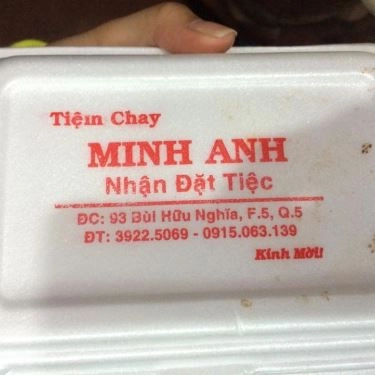 Tiệm Chay
MINH ANH
Nhận Đặt Tiệc
ĐC: 93 Bùi Hữu Nghĩa, F.5, Q.5
ĐT: 3922.5069 - 0915.063.139
Kính Mời!